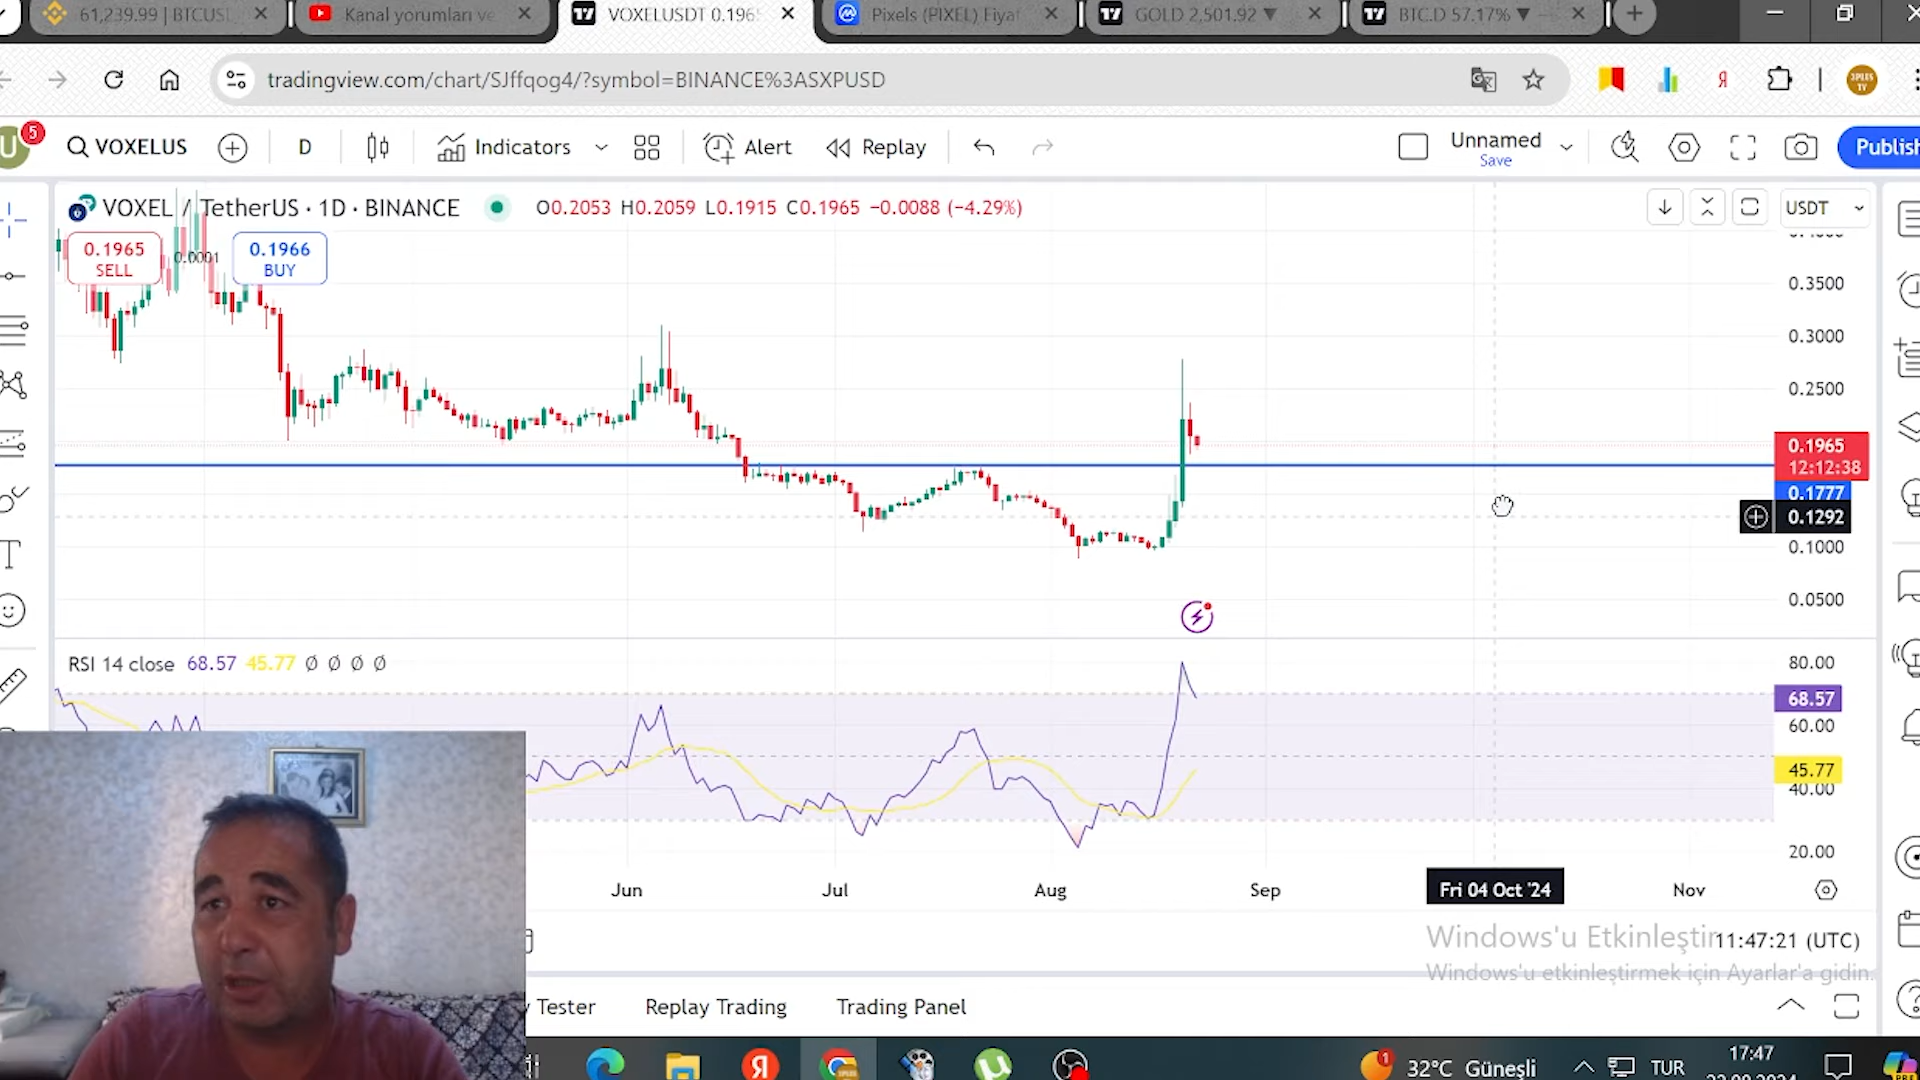 61,239.99 | BTCUS
Kanal yorumları ve
VOXELUSDT 0.196
Pixels (PIXEL) Fiyat
GOLD 2,501.92 ▼
BTC.D 57.17% ▼
tradingview.com/chart/SJffqog4/?symbol=BINANCE%3ASXPUSD
U 5
VOXELUS
D
Indicators
Alert
Replay
Unnamed
Save
Publish
VOXEL / TetherUS · 1D · BINANCE
O0.2053 H0.2059 L0.1915 C0.1965 −0.0088 (−4.29%)
USDT
0.1965
SELL
0.0001
0.1966
BUY
0.3500
0.3000
0.2500
0.1965
12:12:38
0.1777
0.1292
0.1000
0.0500
RSI 14 close 68.57 45.77 Ø Ø Ø Ø
80.00
68.57
60.00
45.77
40.00
20.00
Jun
Jul
Aug
Sep
Fri 04 Oct '24
Nov
Windows'u Etkinleştir
11:47:21 (UTC)
Windows'u etkinleştirmek için Ayarlar'a gidin.
Tester
Replay Trading
Trading Panel
1
32°C Güneşli
TUR
17:47